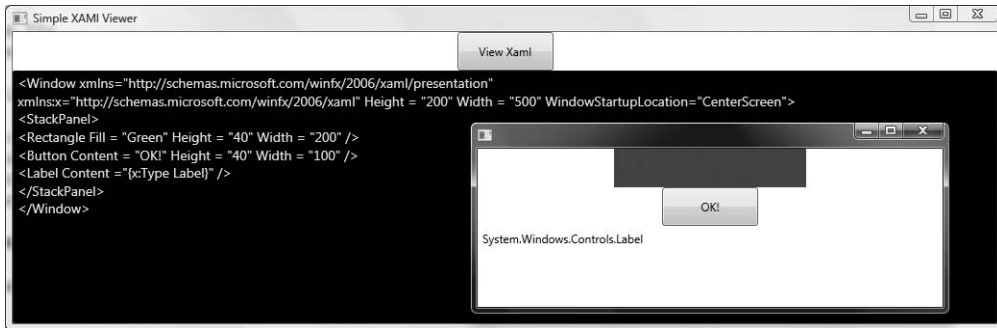 Simple XAMl Viewer
View Xaml
<Window xmlns="http://schemas.microsoft.com/winfx/2006/xaml/presentation"
xmlns:x="http://schemas.microsoft.com/winfx/2006/xaml" Height = "200" Width = "500" WindowStartupLocation="CenterScreen">
<StackPanel>
<Rectangle Fill = "Green" Height = "40" Width = "200" />
<Button Content = "OK!" Height = "40" Width = "100" />
<Label Content ="{x:Type Label}" />
</StackPanel>
</Window>
OK!
System.Windows.Controls.Label